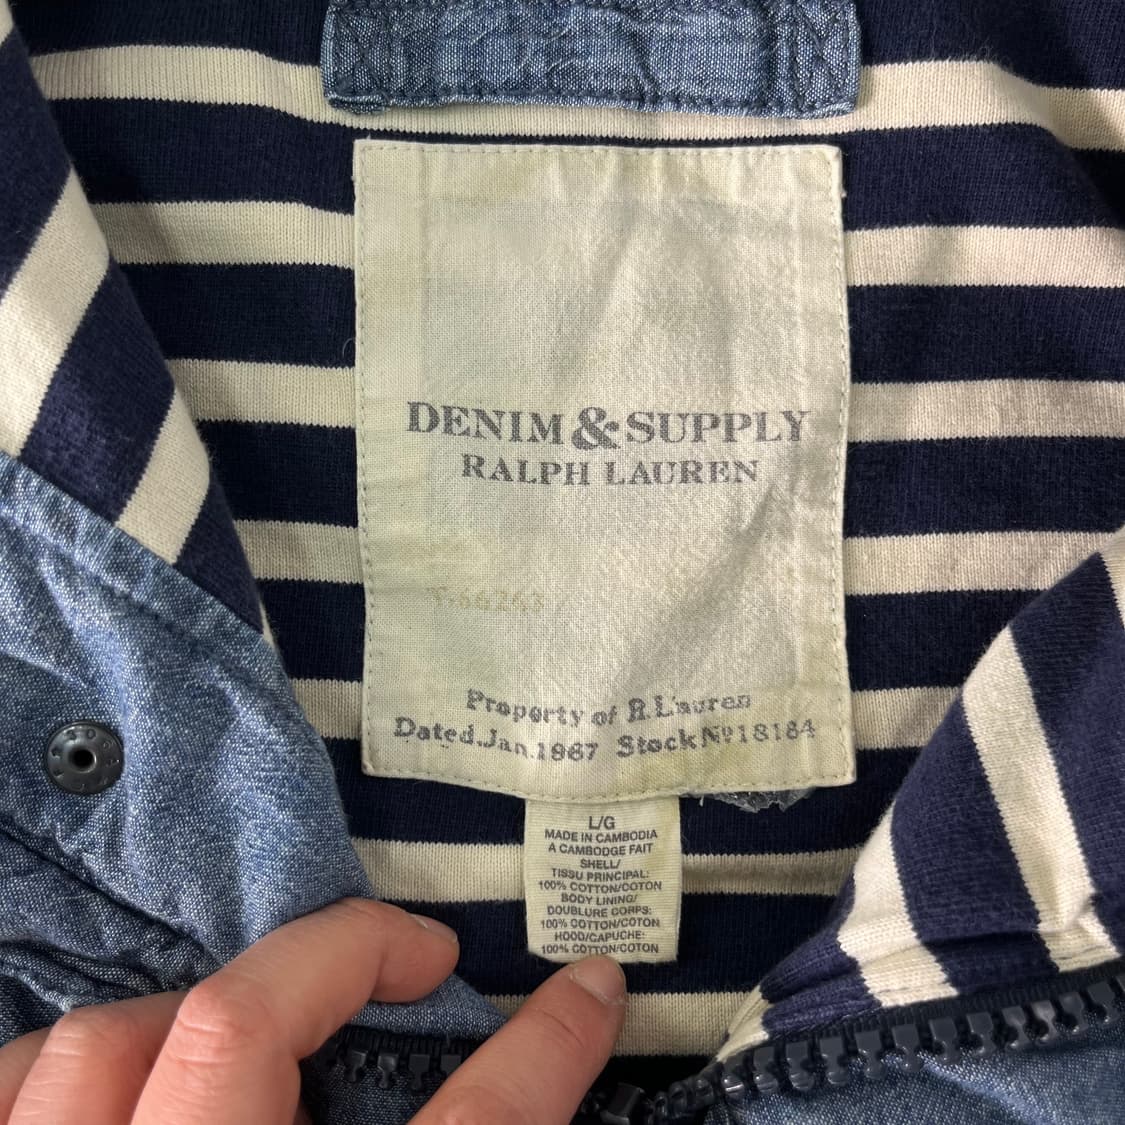 DENIM & SUPPLY
RALPH LAUREN
Property of R.Lauren
Dated.Jan.1967 Stock Nº18184
L/G
MADE IN CAMBODIA
A CAMBODGE FAIT
SHELL/
TISSU PRINCIPAL:
100% COTTON/COTON
BODY LINING/
DOUBLURE CORPS:
100% COTTON/COTON
HOOD/CAPUCHE:
100% COTTON/COTON